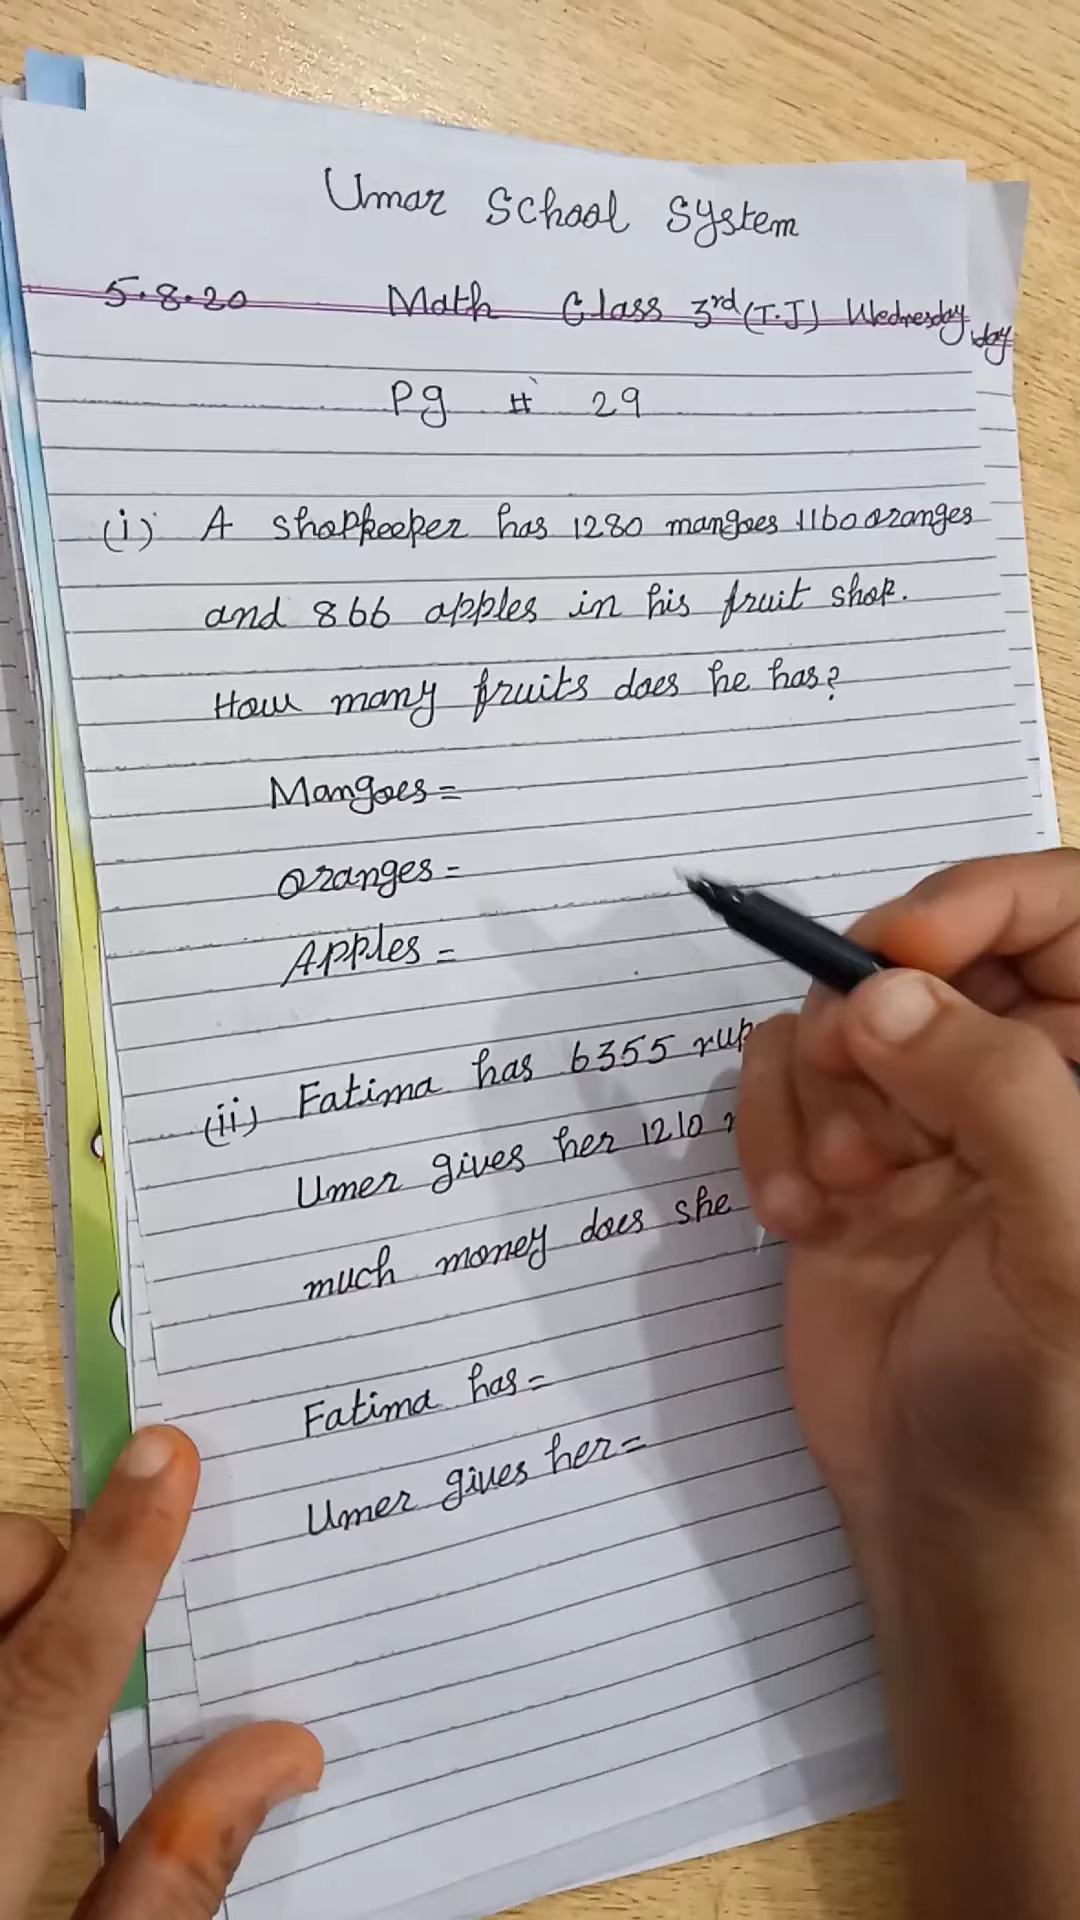 Umar School System
5.8.20 Math Class 3rd (T.J) Wednesday
day
Pg # 29
(i) A shopkeeper has 1280 mangoes 1160 oranges
and 866 apples in his fruit shop.
How many fruits does he has?
Mangoes =
Oranges =
Apples =
(ii) Fatima has 6355
Umer gives her 1210
much money does she
Fatima has =
Umer gives her =